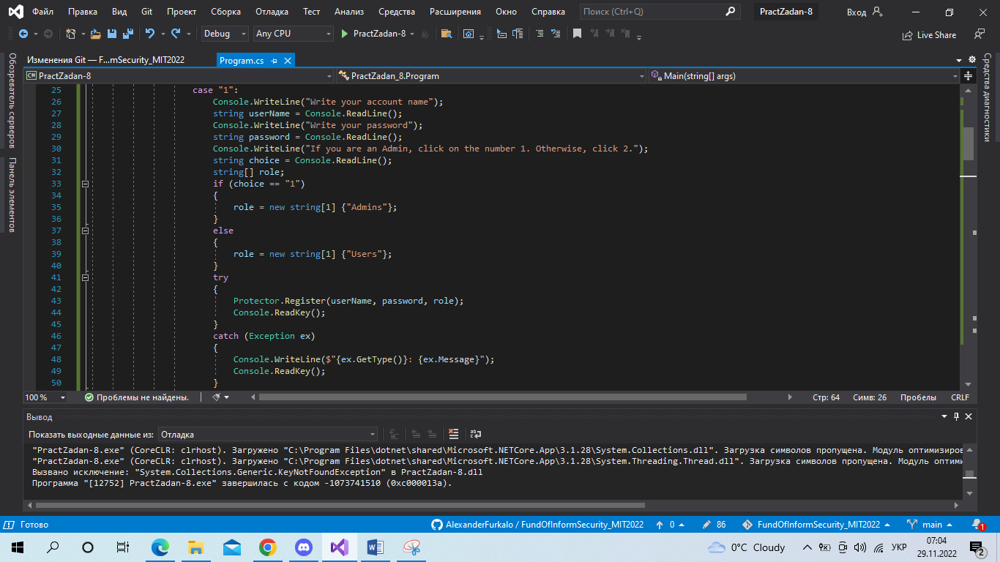 Файл Правка Вид Git Проект Сборка Отладка Тест Анализ Средства Расширения Окно Справка Поиск (Ctrl+Q) PractZadan-8 Вход
Debug Any CPU PractZadan-8 Live Share
Обозреватель серверов
Панель элементов
Средства диагностики
Изменения Git — F...mSecurity_MIT2022 Program.cs
C# PractZadan-8 PractZadan_8.Program Main(string[] args)
25 case "1":
26 Console.WriteLine("Write your account name");
27 string userName = Console.ReadLine();
28 Console.WriteLine("Write your password");
29 string password = Console.ReadLine();
30 Console.WriteLine("If you are an Admin, click on the number 1. Otherwise, click 2.");
31 string choice = Console.ReadLine();
32 string[] role;
33 if (choice == "1")
34 {
35 role = new string[1] {"Admins"};
36 }
37 else
38 {
39 role = new string[1] {"Users"};
40 }
41 try
42 {
43 Protector.Register(userName, password, role);
44 Console.ReadKey();
45 }
46 catch (Exception ex)
47 {
48 Console.WriteLine($"{ex.GetType()}: {ex.Message}");
49 Console.ReadKey();
50 }
100 % Проблемы не найдены. Стр: 64 Симв: 26 Пробелы CRLF
Вывод
Показать выходные данные из: Отладка
"PractZadan-8.exe" (CoreCLR: clrhost). Загружено "C:\Program Files\dotnet\shared\Microsoft.NETCore.App\3.1.28\System.Collections.dll". Загрузка символов пропущена. Модуль оптимизиров
"PractZadan-8.exe" (CoreCLR: clrhost). Загружено "C:\Program Files\dotnet\shared\Microsoft.NETCore.App\3.1.28\System.Threading.Thread.dll". Загрузка символов пропущена. Модуль оптими
Вызвано исключение: "System.Collections.Generic.KeyNotFoundException" в PractZadan-8.dll
Программа "[12752] PractZadan-8.exe" завершилась с кодом -1073741510 (0xc000013a).
Готово AlexanderFurkalo / FundOfInformSecurity_MIT2022 0 86 FundOfInformSecurity_MIT2022 main 1
0°C Cloudy УКР 07:04
29.11.2022 2